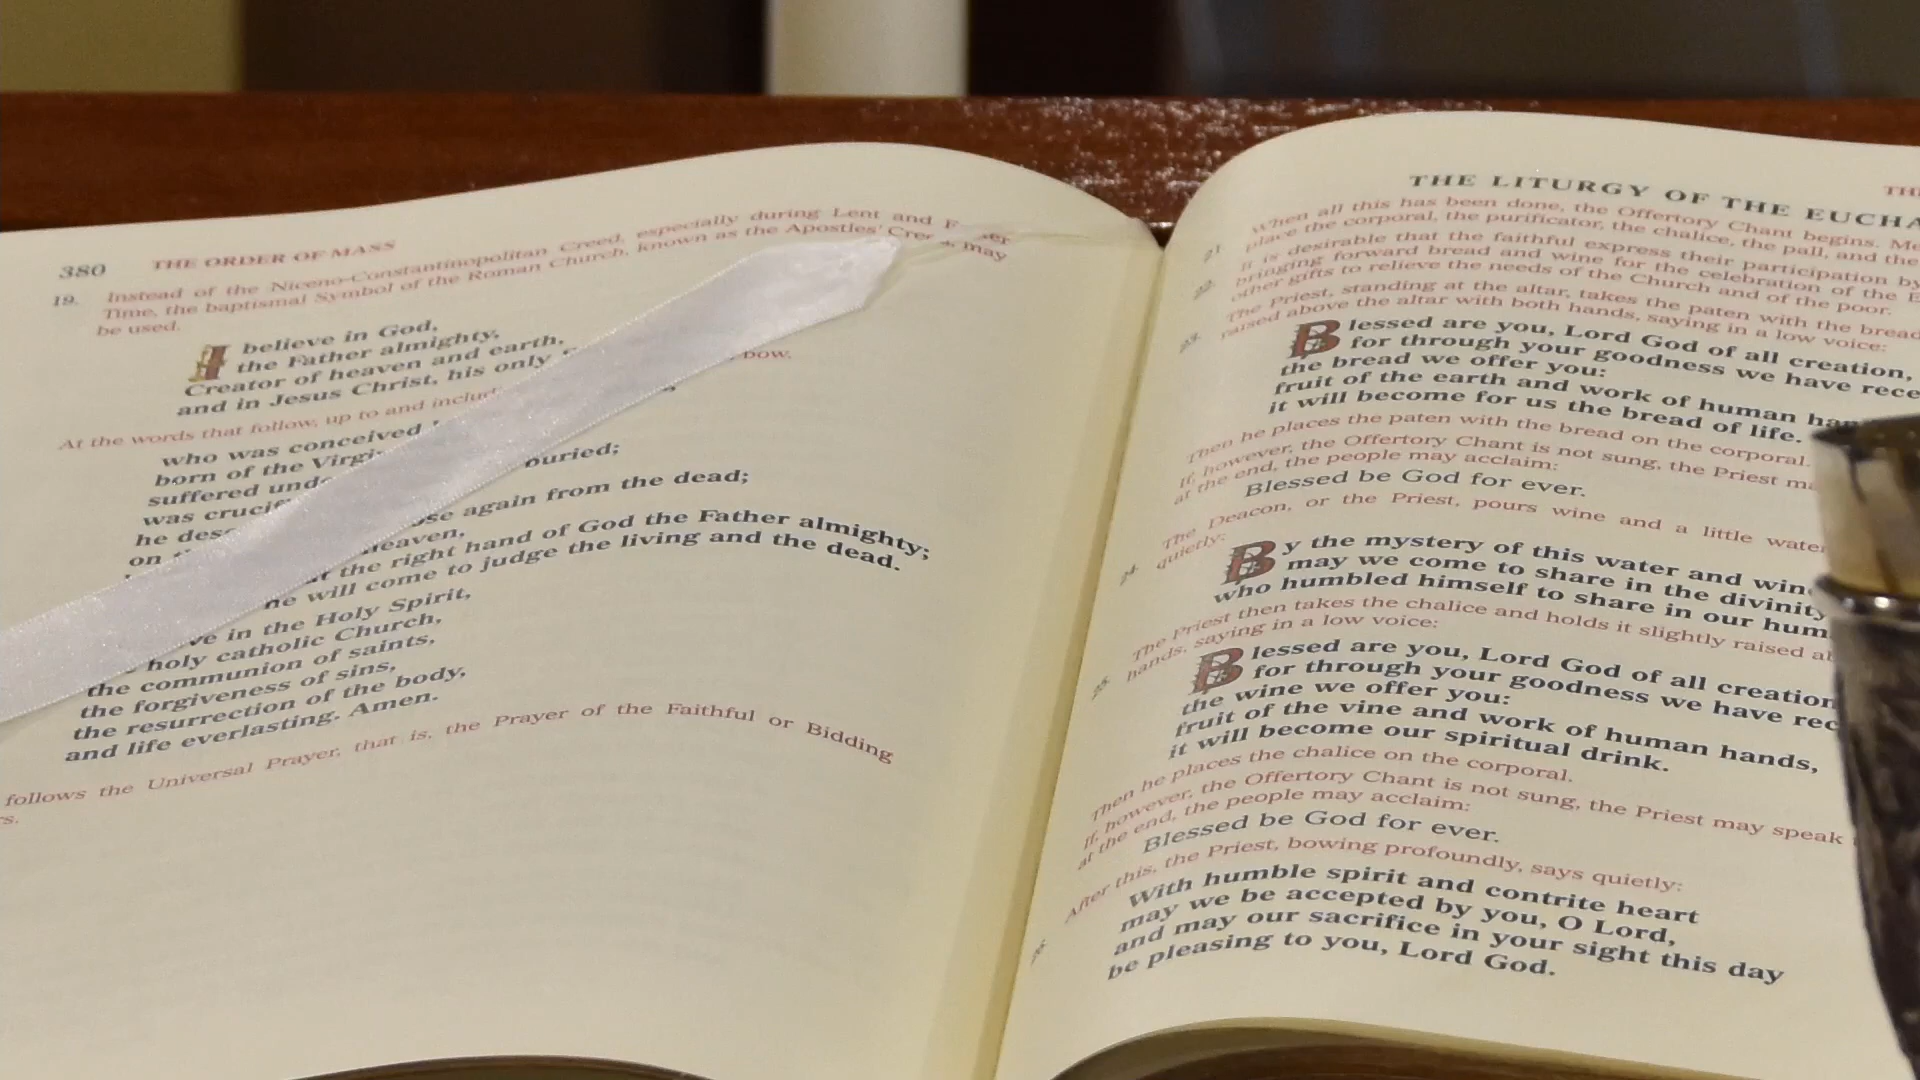 380 THE ORDER OF MASS
19. Instead of the Niceno-Constantinopolitan Creed, especially during Lent and
Time, the baptismal Symbol of the Roman Church, known as the Apostles' may
be used.
I believe in God,
the Father almighty,
Creator of heaven and earth,
and in Jesus Christ, his only
At the words that follow, up to and bow.
who was conceived
born of the
suffered
was buried;
he
on again from the dead;
the right hand of God the Father almighty;
he will come to judge the living and the dead.
in the Holy Spirit,
holy catholic Church,
the communion of saints,
the forgiveness of sins,
the resurrection of the body,
and life everlasting. Amen.
follows the Universal Prayer, that is, the Prayer of the Faithful or Bidding
THE LITURGY OF THE
21 When all this has been done, the Offertory Chant begins.
place the corporal, the purificator, the chalice, the pall, and the
22. It is desirable that the faithful express their participation by
bringing forward bread and wine for the celebration of the
other gifts to relieve the needs of the Church and of the poor.
23. The Priest, standing at the altar, takes the paten with the bread
raised above the altar with both hands, saying in a low voice:
Blessed are you, Lord God of all creation,
for through your goodness we have
the bread we offer you:
fruit of the earth and work of human
it will become for us the bread of life.
Then he places the paten with the bread on the corporal.
If, however, the Offertory Chant is not sung, the Priest
at the end, the people may acclaim:
Blessed be God for ever.
24. The Deacon, or the Priest, pours wine and a little water
quietly:
By the mystery of this water and
may we come to share in the divinity
who humbled himself to share in our
25. The Priest then takes the chalice and holds it slightly raised
hands, saying in a low voice:
Blessed are you, Lord God of all creation
for through your goodness we have
the wine we offer you:
fruit of the vine and work of human hands,
it will become our spiritual drink.
Then he places the chalice on the corporal.
If, however, the Offertory Chant is not sung, the Priest may speak
at the end, the people may acclaim:
Blessed be God for ever.
26. After this, the Priest, bowing profoundly, says quietly:
With humble spirit and contrite heart
may we be accepted by you, O Lord,
and may our sacrifice in your sight this day
be pleasing to you, Lord God.